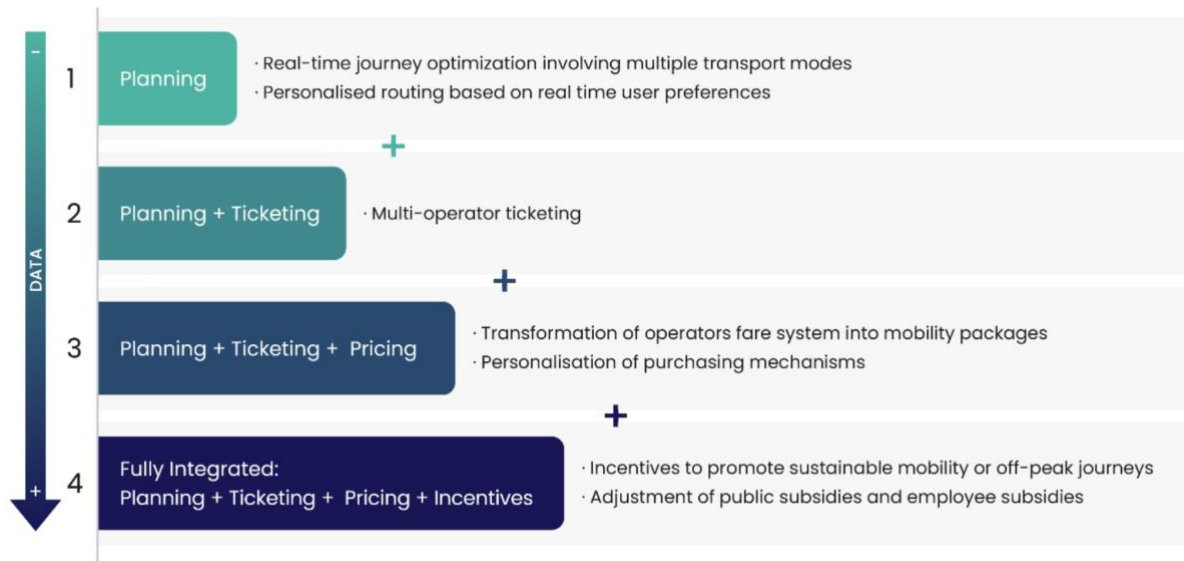 −
DATA
+
1
Planning
· Real-time journey optimization involving multiple transport modes
· Personalised routing based on real time user preferences
+
2
Planning + Ticketing
· Multi-operator ticketing
+
3
Planning + Ticketing + Pricing
· Transformation of operators fare system into mobility packages
· Personalisation of purchasing mechanisms
+
4
Fully Integrated:
Planning + Ticketing + Pricing + Incentives
· Incentives to promote sustainable mobility or off-peak journeys
· Adjustment of public subsidies and employee subsidies